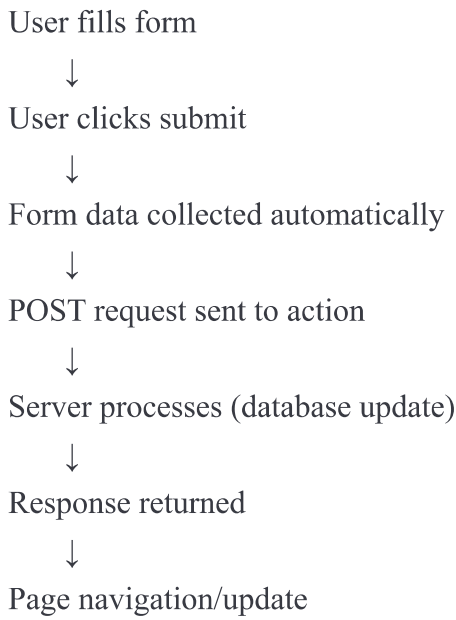 User fills form
↓
User clicks submit
↓
Form data collected automatically
↓
POST request sent to action
↓
Server processes (database update)
↓
Response returned
↓
Page navigation/update